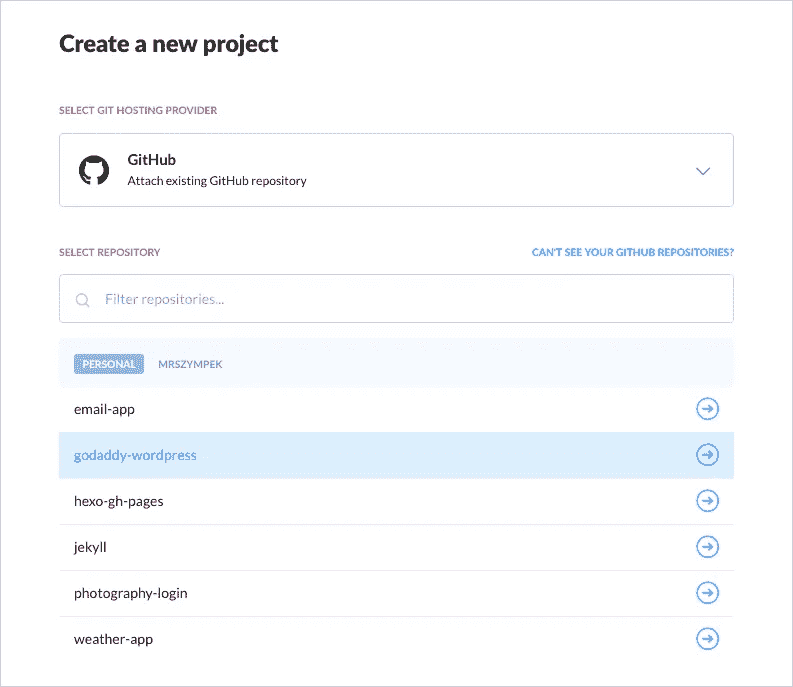 Create a new project
SELECT GIT HOSTING PROVIDER
GitHub
Attach existing GitHub repository
SELECT REPOSITORY
CAN'T SEE YOUR GITHUB REPOSITORIES?
Filter repositories...
PERSONAL MRSZYMPEK
email-app
godaddy-wordpress
hexo-gh-pages
jekyll
photography-login
weather-app